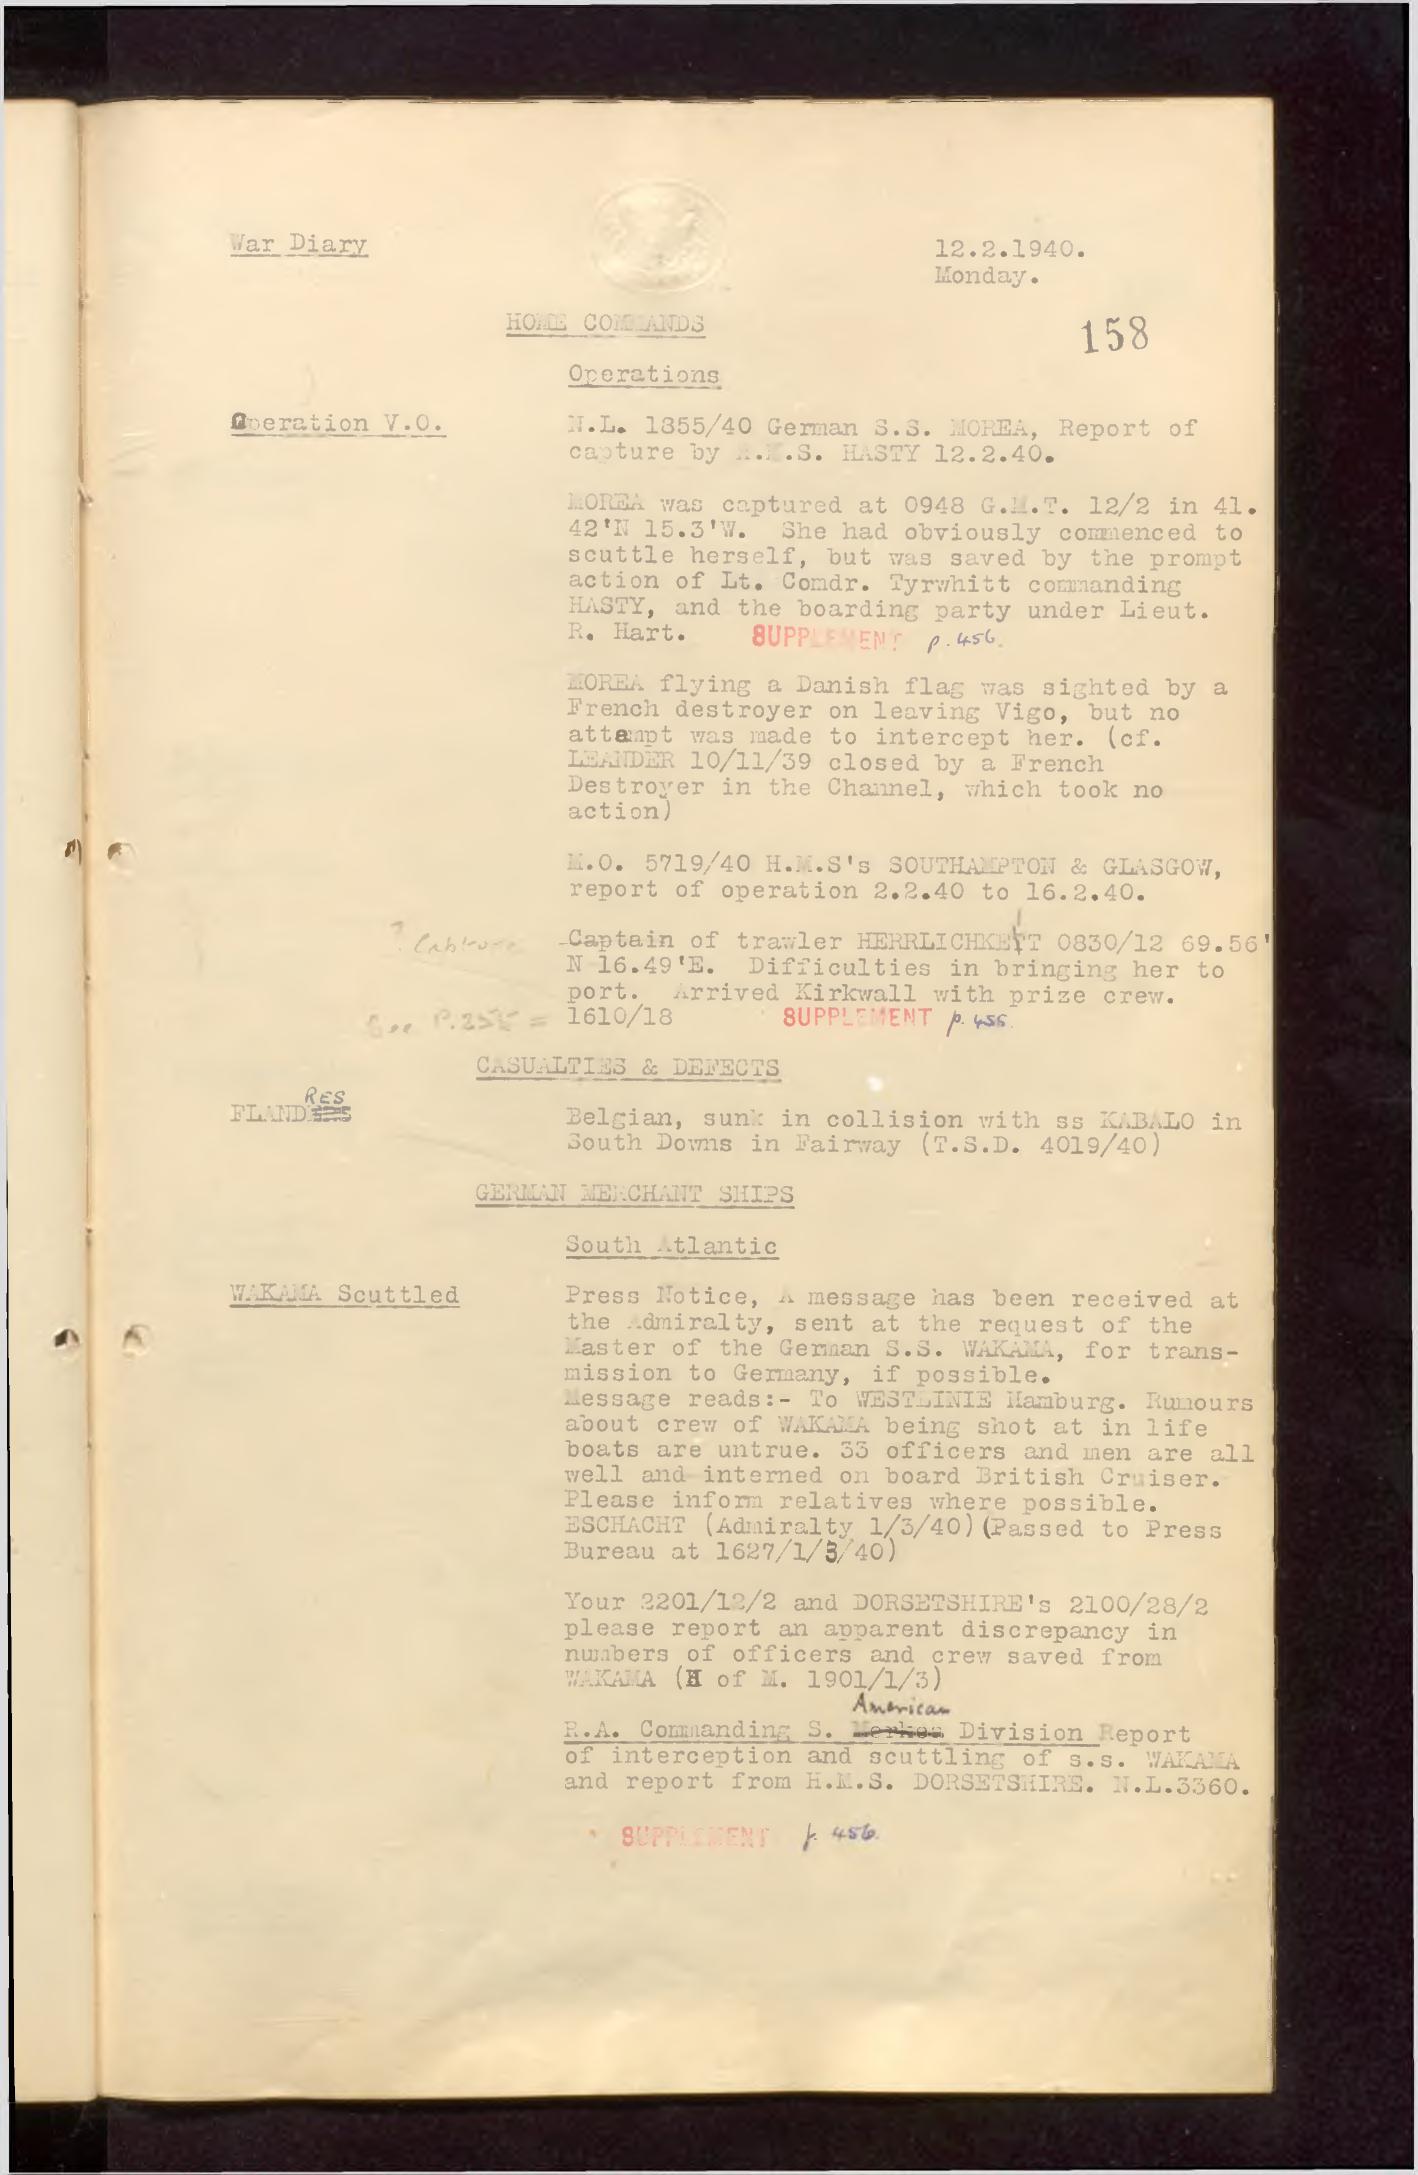 War Diary
12.2.1940.
Monday.
HOME COMMANDS
158
Operations
Operation V.O.
N.L. 1855/40 German S.S. MOREA, Report of
capture by H.M.S. HASTY 12.2.40.
MOREA was captured at 0948 G.M.T. 12/2 in 41.
42'N 15.3'W. She had obviously commenced to
scuttle herself, but was saved by the prompt
action of Lt. Comdr. Tyrwhitt commanding
HASTY, and the boarding party under Lieut.
R. Hart. SUPPLEMENT p.456.
MOREA flying a Danish flag was sighted by a
French destroyer on leaving Vigo, but no
attempt was made to intercept her. (cf.
LEANDER 10/11/39 closed by a French
Destroyer in the Channel, which took no
action)
M.O. 5719/40 H.M.S's SOUTHAMPTON & GLASGOW,
report of operation 2.2.40 to 16.2.40.
? Capture
Captain of trawler HERRLICHKEIT 0830/12 69.56'
N 16.49'E. Difficulties in bringing her to
port. Arrived Kirkwall with prize crew.
See P.255 = 1610/18 SUPPLEMENT p. 456.
CASUALTIES & DEFECTS
RES
FLAND
Belgian, sunk in collision with ss KABALO in
South Downs in Fairway (T.S.D. 4019/40)
GERMAN MERCHANT SHIPS
South Atlantic
WAKAMA Scuttled
Press Notice, A message has been received at
the Admiralty, sent at the request of the
Master of the German S.S. WAKAMA, for trans-
mission to Germany, if possible.
Message reads:- To WESTLINIE Hamburg. Rumours
about crew of WAKAMA being shot at in life
boats are untrue. 33 officers and men are all
well and interned on board British Cruiser.
Please inform relatives where possible.
ESCHACHT (Admiralty 1/3/40)(Passed to Press
Bureau at 1627/1/3/40)
Your 2201/12/2 and DORSETSHIRE's 2100/28/2
please report an apparent discrepancy in
numbers of officers and crew saved from
WAKAMA (H of M. 1901/1/3)
American
R.A. Commanding S. Division Report
of interception and scuttling of s.s. WAKAMA
and report from H.M.S. DORSETSHIRE. N.L.3360.
SUPPLEMENT p. 456.